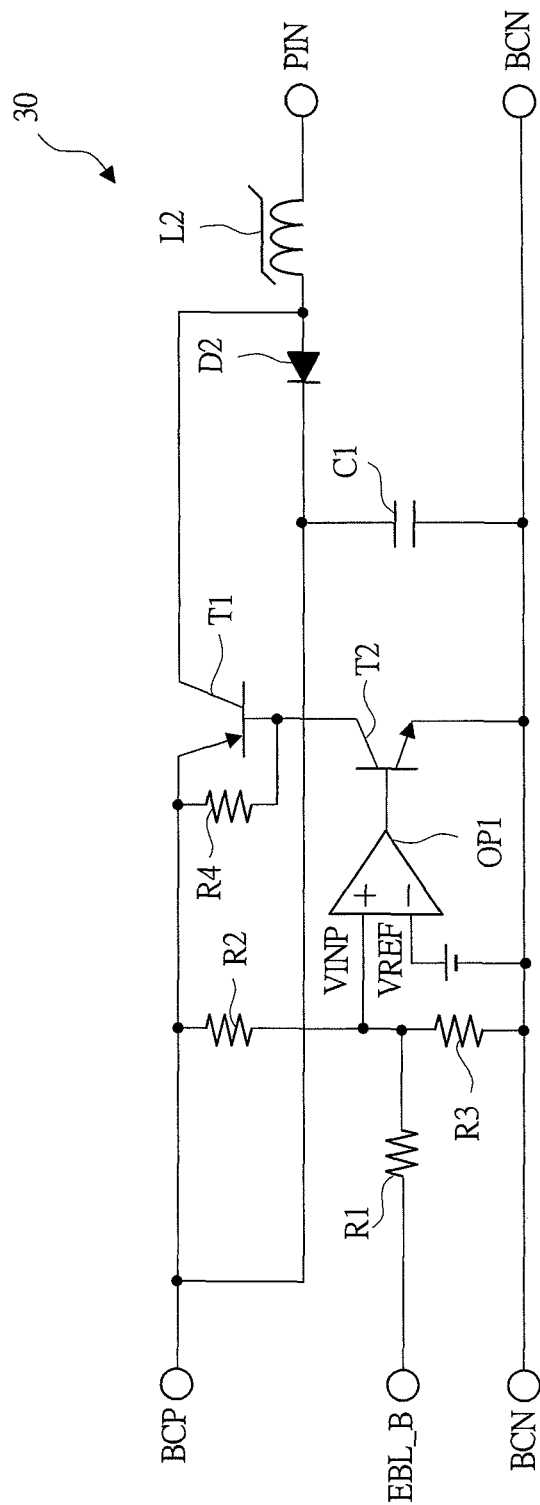 30
BCP
EBL_B
BCN
R1
R2
R3
R4
VINP
VREF
+
−
OP1
T1
T2
C1
D2
L2
PIN
BCN